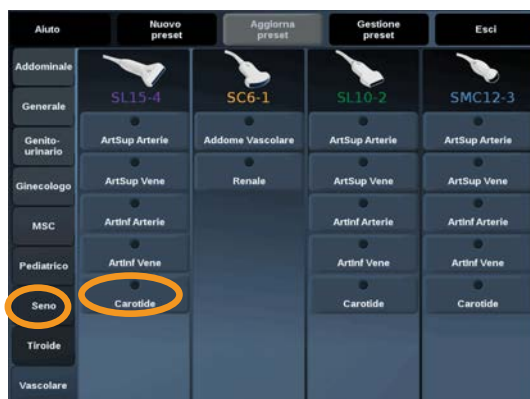 Aiuto
Nuovo
preset
Aggiorna
preset
Gestione
preset
Esci
Addominale
Generale
Genito-
urinario
Ginecologo
MSC
Pediatrico
Seno
Tiroide
Vascolare
SL15-4
SC6-1
SL10-2
SMC12-3
ArtSup Arterie
Addome Vascolare
ArtSup Arterie
ArtSup Arterie
ArtSup Vene
Renale
ArtSup Vene
ArtSup Vene
ArtInf Arterie
ArtInf Arterie
ArtInf Arterie
ArtInf Vene
ArtInf Vene
ArtInf Vene
Carotide
Carotide
Carotide